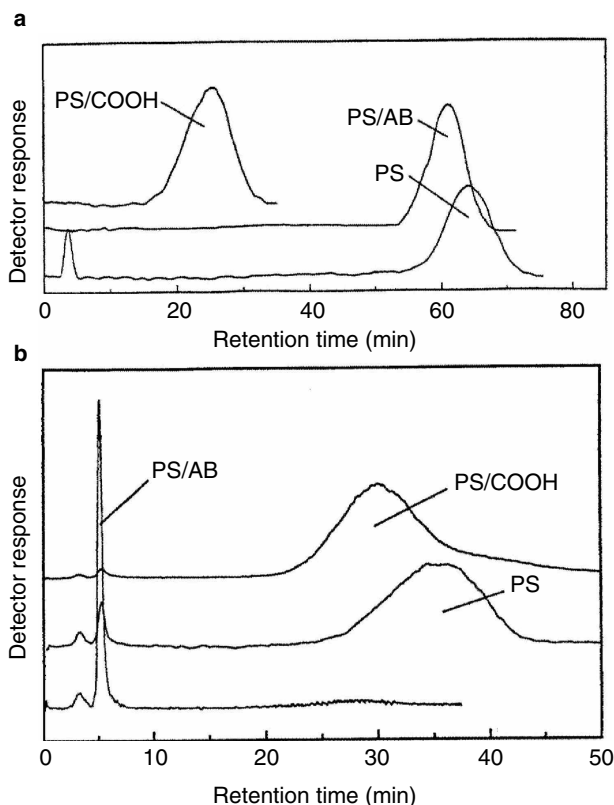 a
PS/COOH
PS/AB
PS
Detector response
0 20 40 60 80
Retention time (min)
b
PS/AB
PS/COOH
PS
Detector response
0 10 20 30 40 50
Retention time (min)